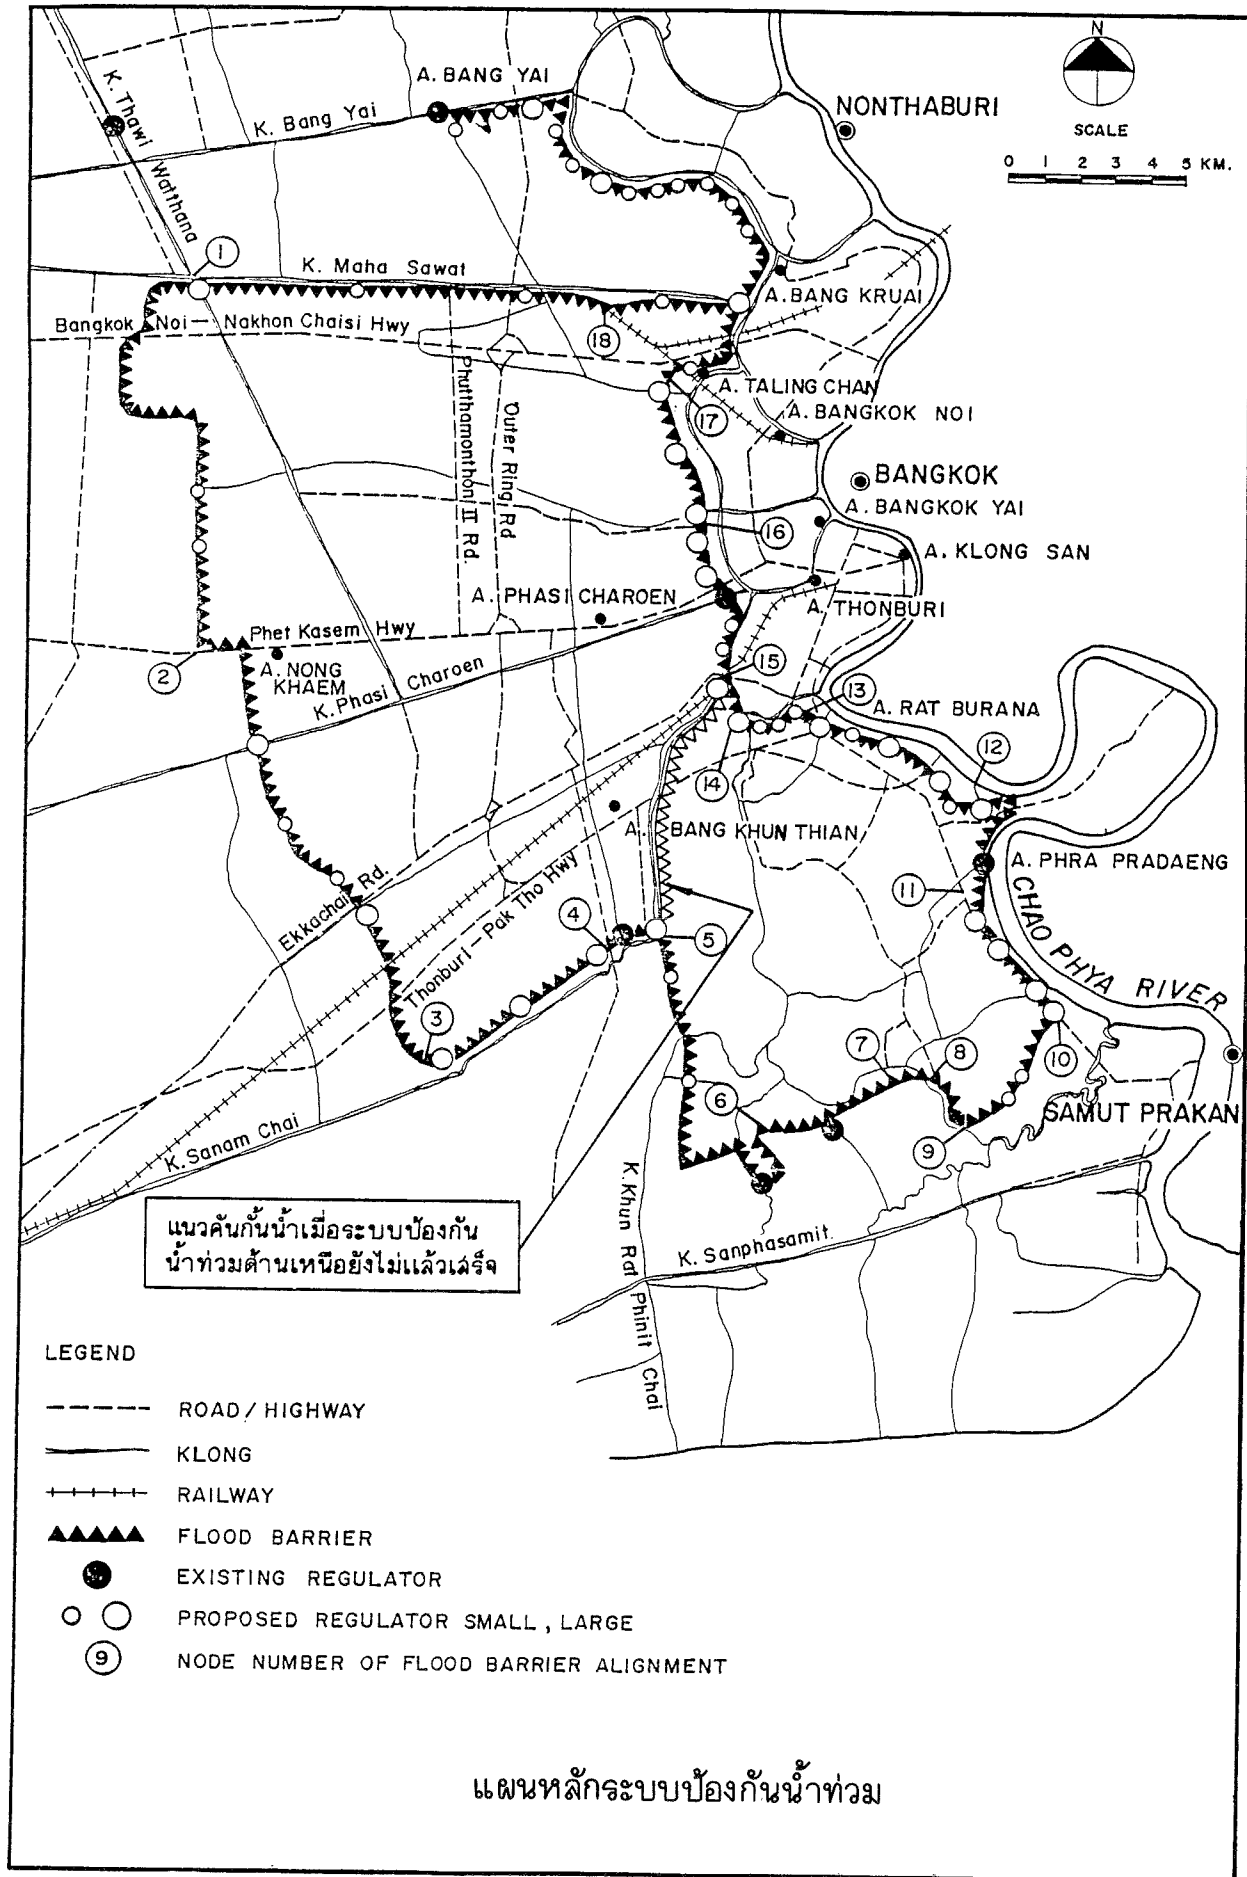 N
SCALE
0 1 2 3 4 5 KM.
A. BANG YAI
NONTHABURI
K. Thawi Watthana
K. Bang Yai
1
K. Maha Sawat
A. BANG KRUAI
Bangkok Noi — Nakhon Chaisi Hwy
18
A. TALING CHAN
17
A. BANGKOK NOI
Phutthamonthon II Rd.
Outer Ring Rd
BANGKOK
A. BANGKOK YAI
16
A. KLONG SAN
A. PHASI CHAROEN
A. THONBURI
Phet Kasem Hwy
2
A. NONG
KHAEM
K. Phasi Charoen
15
13
A. RAT BURANA
12
14
A. BANG KHUN THIAN
A. PHRA PRADAENG
11
CHAO PHYA RIVER
Ekkachai Rd.
Thonburi – Pak Tho Hwy
4
5
3
7
8
10
6
9
SAMUT PRAKAN
K. Sanam Chai
K. Khun Rat Phinit Chai
K. Sanphasamit.
แนวคันกั้นน้ำเมื่อระบบป้องกัน
น้ำท่วมด้านเหนือยังไม่แล้วเสร็จ
LEGEND
ROAD / HIGHWAY
KLONG
RAILWAY
FLOOD BARRIER
EXISTING REGULATOR
PROPOSED REGULATOR SMALL , LARGE
9 NODE NUMBER OF FLOOD BARRIER ALIGNMENT
แผนหลักระบบป้องกันน้ำท่วม